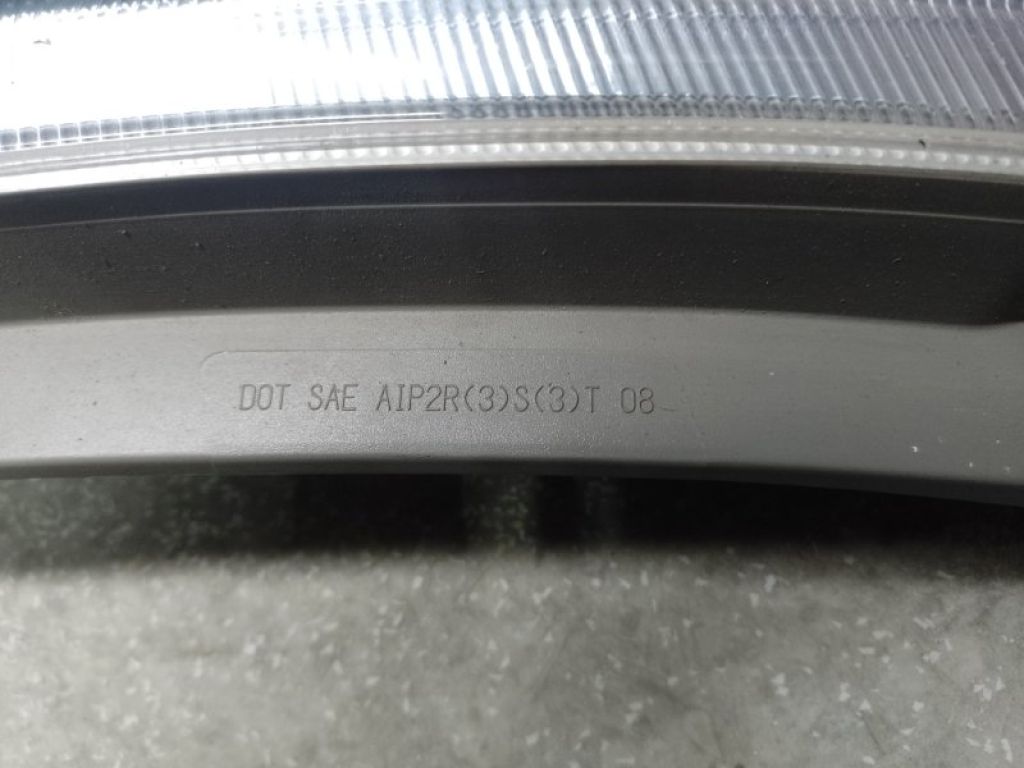 DOT SAE AIP2R(3)S(3)T 08